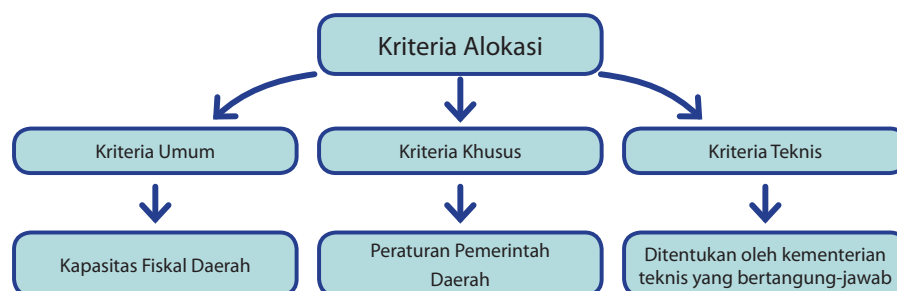 Kriteria Alokasi
Kriteria Umum
Kriteria Khusus
Kriteria Teknis
Kapasitas Fiskal Daerah
Peraturan Pemerintah
Daerah
Ditentukan oleh kementerian
teknis yang bertangung-jawab